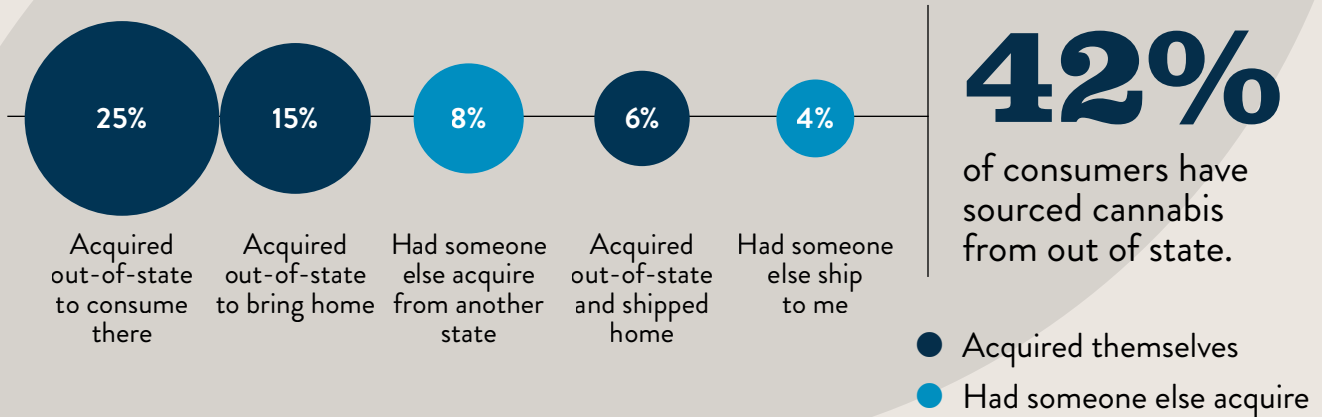 25%
15%
8%
6%
4%
Acquired
out-of-state
to consume
there
Acquired
out-of-state
to bring home
Had someone
else acquire
from another
state
Acquired
out-of-state
and shipped
home
Had someone
else ship
to me
42%
of consumers have
sourced cannabis
from out of state.
Acquired themselves
Had someone else acquire